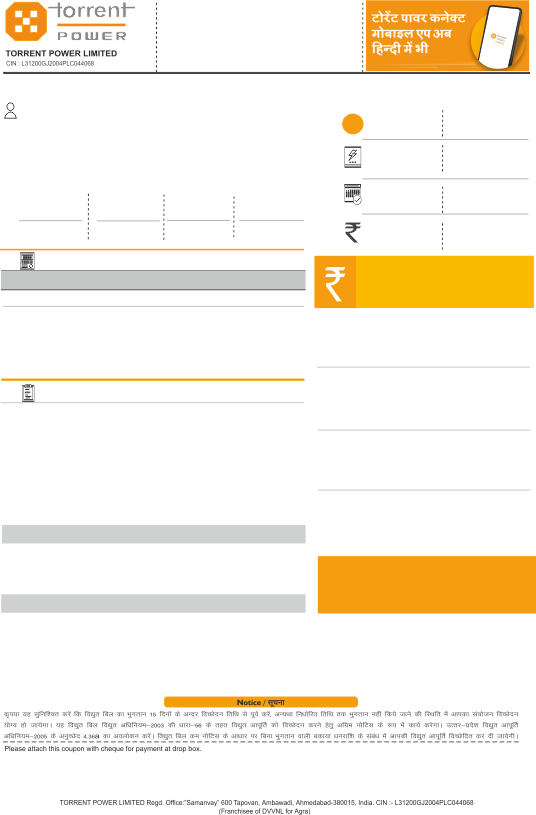 torrent
POWER
TORRENT POWER LIMITED
CIN : L31200GJ2004PLC044068
टोरेंट पावर कनेक्ट
मोबाइल एप अब
हिन्दी में भी
Notice / सूचना
कृपया यह सुनिश्चित करें कि विद्युत बिल का भुगतान 15 दिनों के अन्दर विच्छेदन तिथि से पूर्व करें, अन्यथा निर्धारित तिथि तक भुगतान नहीं किये जाने की स्थिति में आपका संयोजन विच्छेदन
योग्य हो जायेगा। यह विद्युत बिल विद्युत अधिनियम–2003 की धारा–56 के तहत विद्युत आपूर्ति को विच्छेदन करने हेतु अग्रिम नोटिस के रूप में कार्य करेगा। उत्तर–प्रदेश विद्युत आपूर्ति
अधिनियम–2005 के अनुच्छेद 4.36B का अवलोकन करें। विद्युत बिल कम नोटिस के आधार पर बिना भुगतान वाली बकाया धनराशि के संबंध में आपकी विद्युत आपूर्ति विच्छेदित कर दी जायेगी।
Please attach this coupon with cheque for payment at drop box.
TORRENT POWER LIMITED Regd. Office:"Samanvay" 600 Tapovan, Ambawadi, Ahmedabad-380015, India. CIN :- L31200GJ2004PLC044068
(Franchisee of DVVNL for Agra)